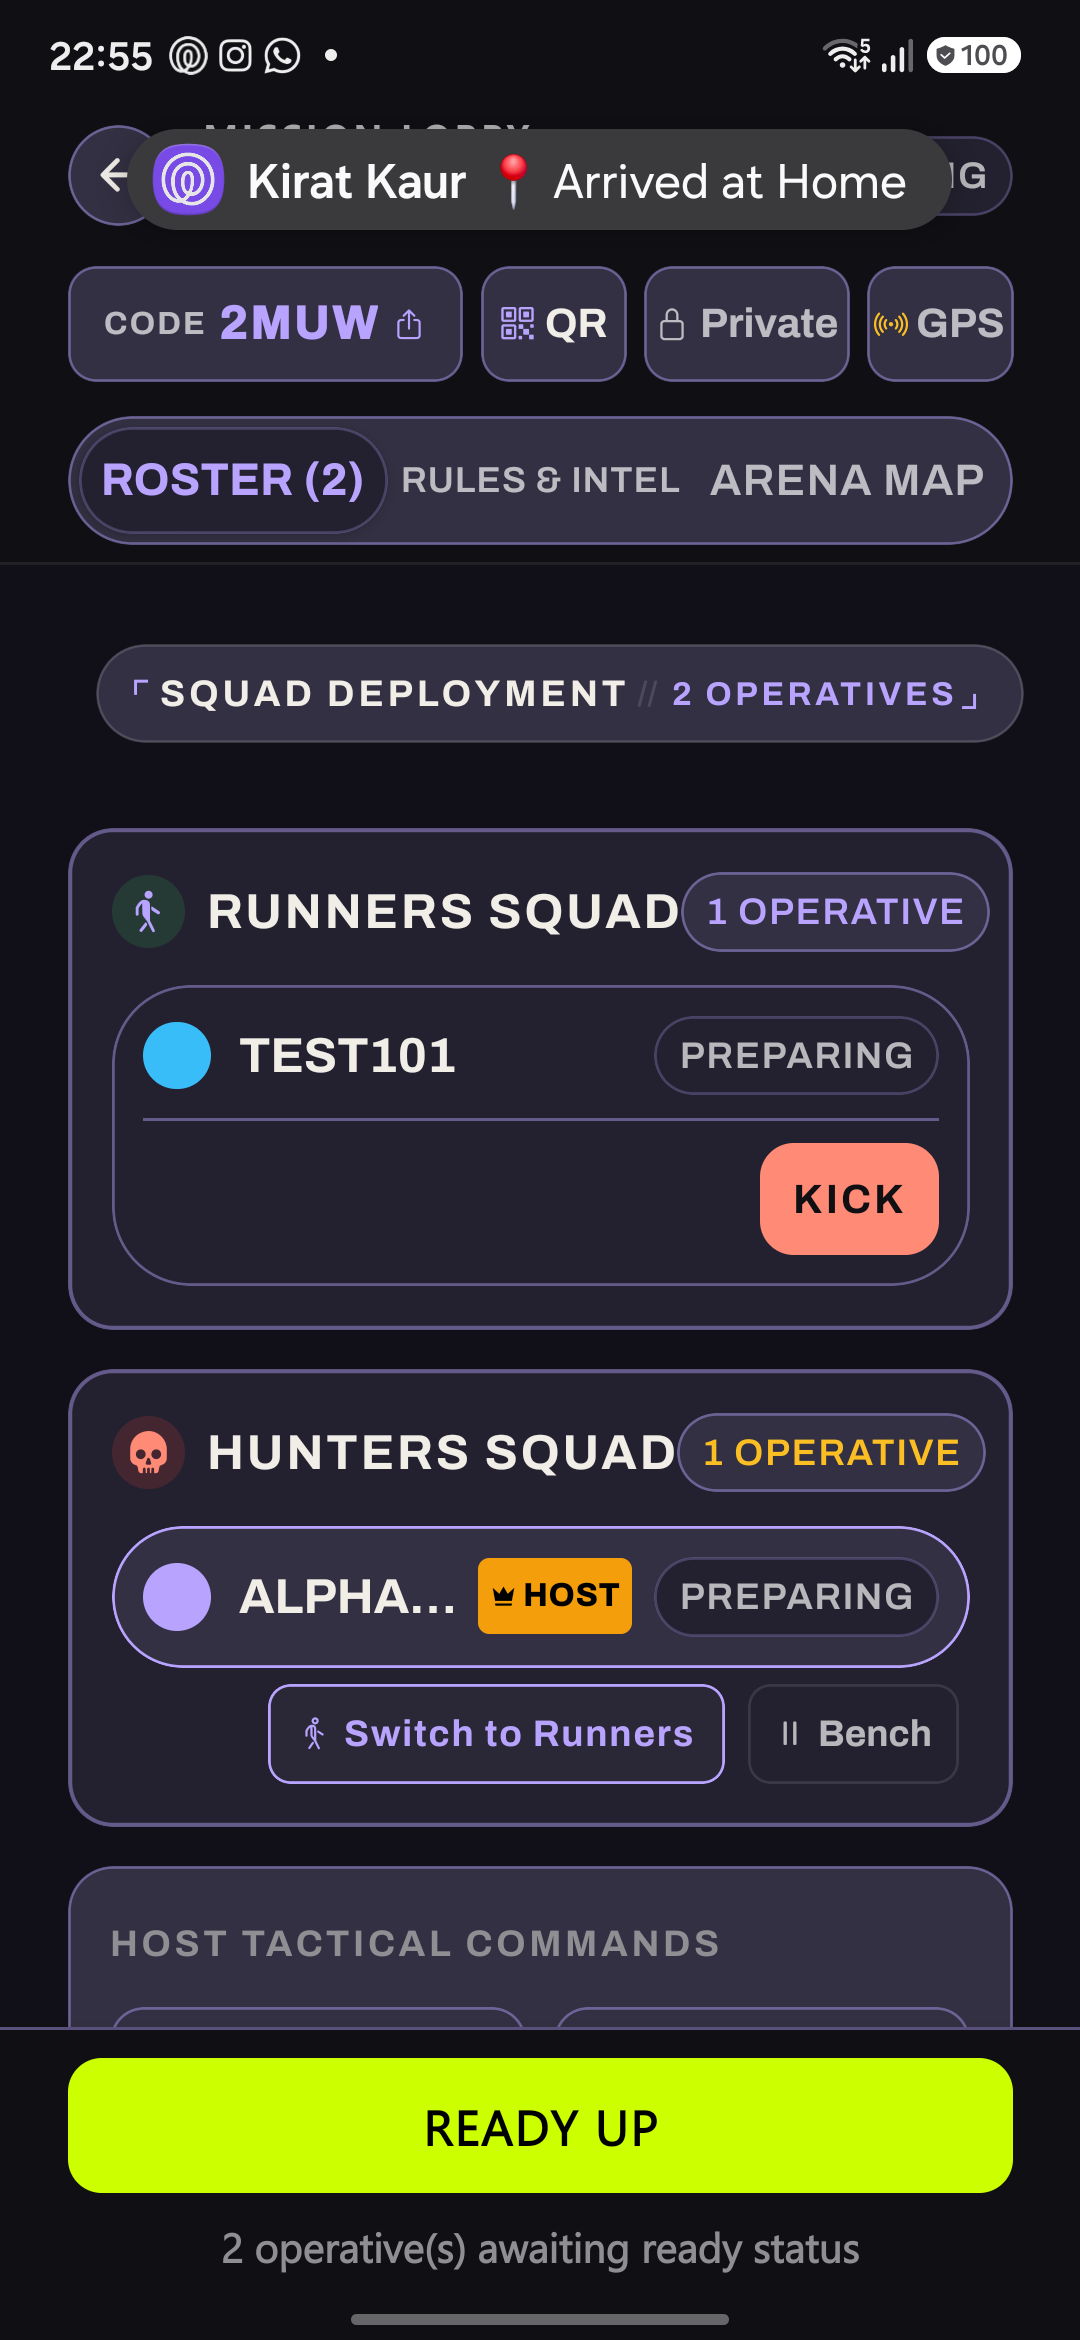 22:55
5
100
Kirat Kaur 📍 Arrived at Home
CODE 2MUW
QR
Private
GPS
ROSTER (2)
RULES & INTEL
ARENA MAP
SQUAD DEPLOYMENT // 2 OPERATIVES
RUNNERS SQUAD
1 OPERATIVE
TEST101
PREPARING
KICK
HUNTERS SQUAD
1 OPERATIVE
ALPHA...
HOST
PREPARING
Switch to Runners
Bench
HOST TACTICAL COMMANDS
READY UP
2 operative(s) awaiting ready status